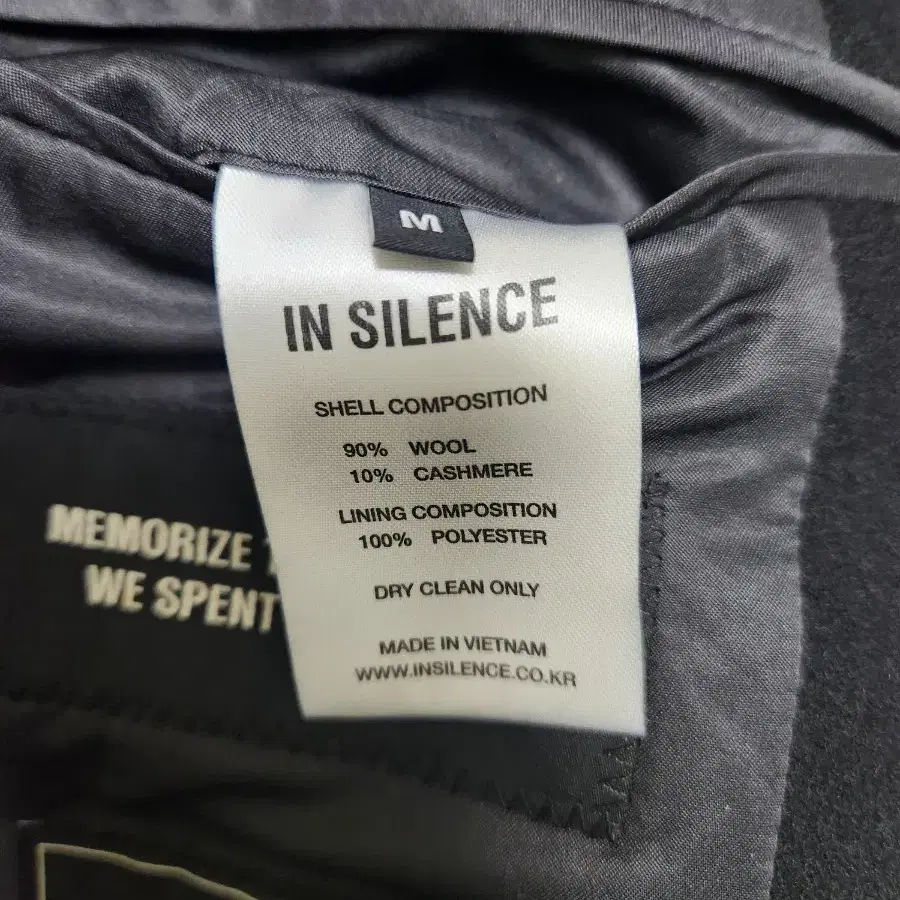 M
IN SILENCE
SHELL COMPOSITION
90% WOOL
10% CASHMERE
LINING COMPOSITION
100% POLYESTER
DRY CLEAN ONLY
MADE IN VIETNAM
WWW.INSILENCE.CO.KR
MEMORIZE
WE SPENT